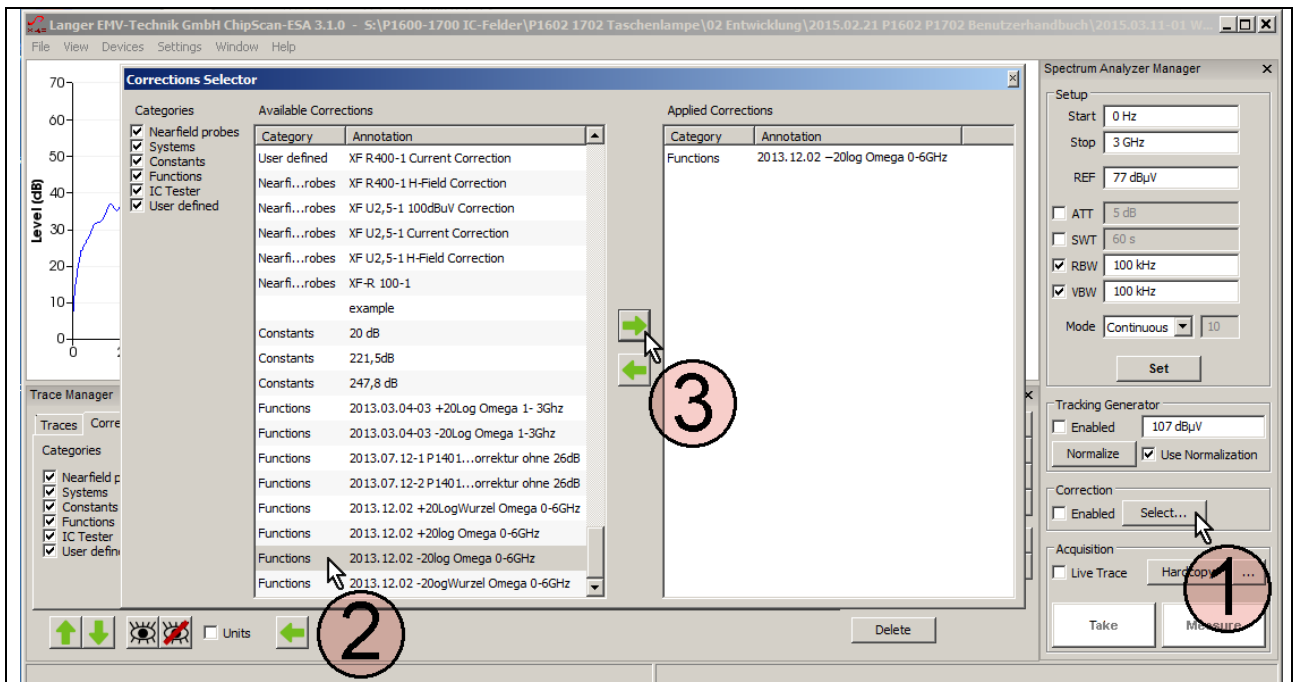 Langer EMV-Technik GmbH ChipScan-ESA 3.1.0 - S:\P1600-1700 IC-Felder\P1602 1702 Taschenlampe\02 Entwicklung\2015.02.21 P1602 P1702 Benutzerhandbuch\2015.03.11-01 W...
File View Devices Settings Window Help
70
60
50
40
30
20
10
0
Level (dB)
0
Corrections Selector
Categories
Nearfield probes
Systems
Constants
Functions
IC Tester
User defined
Available Corrections
Category Annotation
User defined XF R400-1 Current Correction
Nearfi...robes XF R400-1 H-Field Correction
Nearfi...robes XF U2,5-1 100dBuV Correction
Nearfi...robes XF U2,5-1 Current Correction
Nearfi...robes XF U2,5-1 H-Field Correction
Nearfi...robes XF-R 100-1
example
Constants 20 dB
Constants 221,5dB
Constants 247,8 dB
Functions 2013.03.04-03 +20Log Omega 1- 3Ghz
Functions 2013.03.04-03 -20Log Omega 1-3Ghz
Functions 2013.07.12-1 P1401...orrektur ohne 26dB
Functions 2013.07.12-2 P1401...orrektur ohne 26dB
Functions 2013.12.02 +20LogWurzel Omega 0-6GHz
Functions 2013.12.02 +20log Omega 0-6GHz
Functions 2013.12.02 -20log Omega 0-6GHz
Functions 2013.12.02 -20ogWurzel Omega 0-6GHz
Applied Corrections
Category Annotation
Functions 2013.12.02 −20log Omega 0-6GHz
3
2
Trace Manager
Traces Corre
Categories
Nearfield p
Systems
Constants
Functions
IC Tester
User defin
Units
Delete
Spectrum Analyzer Manager
Setup
Start 0 Hz
Stop 3 GHz
REF 77 dBµV
ATT 5 dB
SWT 60 s
RBW 100 kHz
VBW 100 kHz
Mode Continuous 10
Set
Tracking Generator
Enabled 107 dBµV
Normalize Use Normalization
Correction
Enabled Select...
Acquisition
Live Trace Hardcopy ...
1
Take Measure